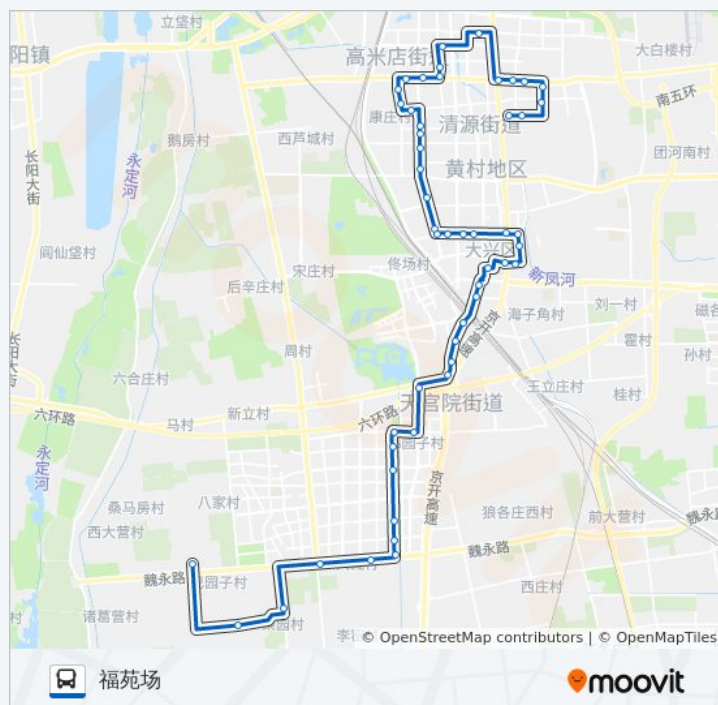 立垡村
阳镇
高米店街道
大白楼村
南五环
鹅房村
西芦城村
康庄村
清源街道
团河南村
长阳大街
永定河
黄村地区
阎仙垡村
佟场村
大兴区
宋庄村
新凤河
后辛庄村
海子角村
刘一村
磁各
京开高速
霍村
周村
孙村
长阳大街
六合庄村
王立庄村
桂村
六环路
马村
新立村
六环路
天宫院街道
永定河
京开高速
桑马房村
八家村
狼各庄西村
前大营村
魏永路
西大营村
魏永路
魏永路
西庄村
诸葛营村
© OpenStreetMap contributors | © OpenMapTiles
福苑场
moovit